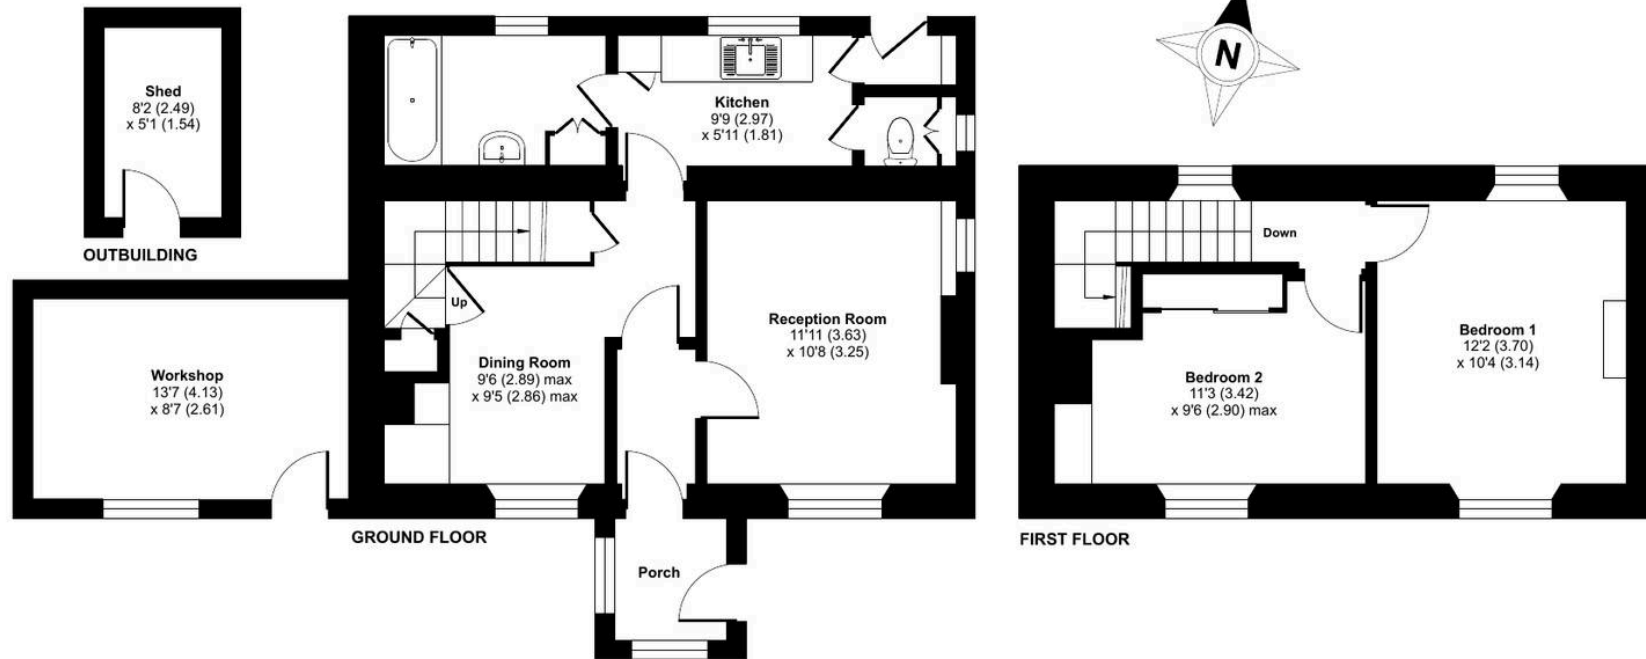 Shed
8'2 (2.49)
x 5'1 (1.54)
OUTBUILDING
Workshop
13'7 (4.13)
x 8'7 (2.61)
Kitchen
9'9 (2.97)
x 5'11 (1.81)
Up
Dining Room
9'6 (2.89) max
x 9'5 (2.86) max
Reception Room
11'11 (3.63)
x 10'8 (3.25)
Porch
GROUND FLOOR
N
Down
Bedroom 1
12'2 (3.70)
x 10'4 (3.14)
Bedroom 2
11'3 (3.42)
x 9'6 (2.90) max
FIRST FLOOR